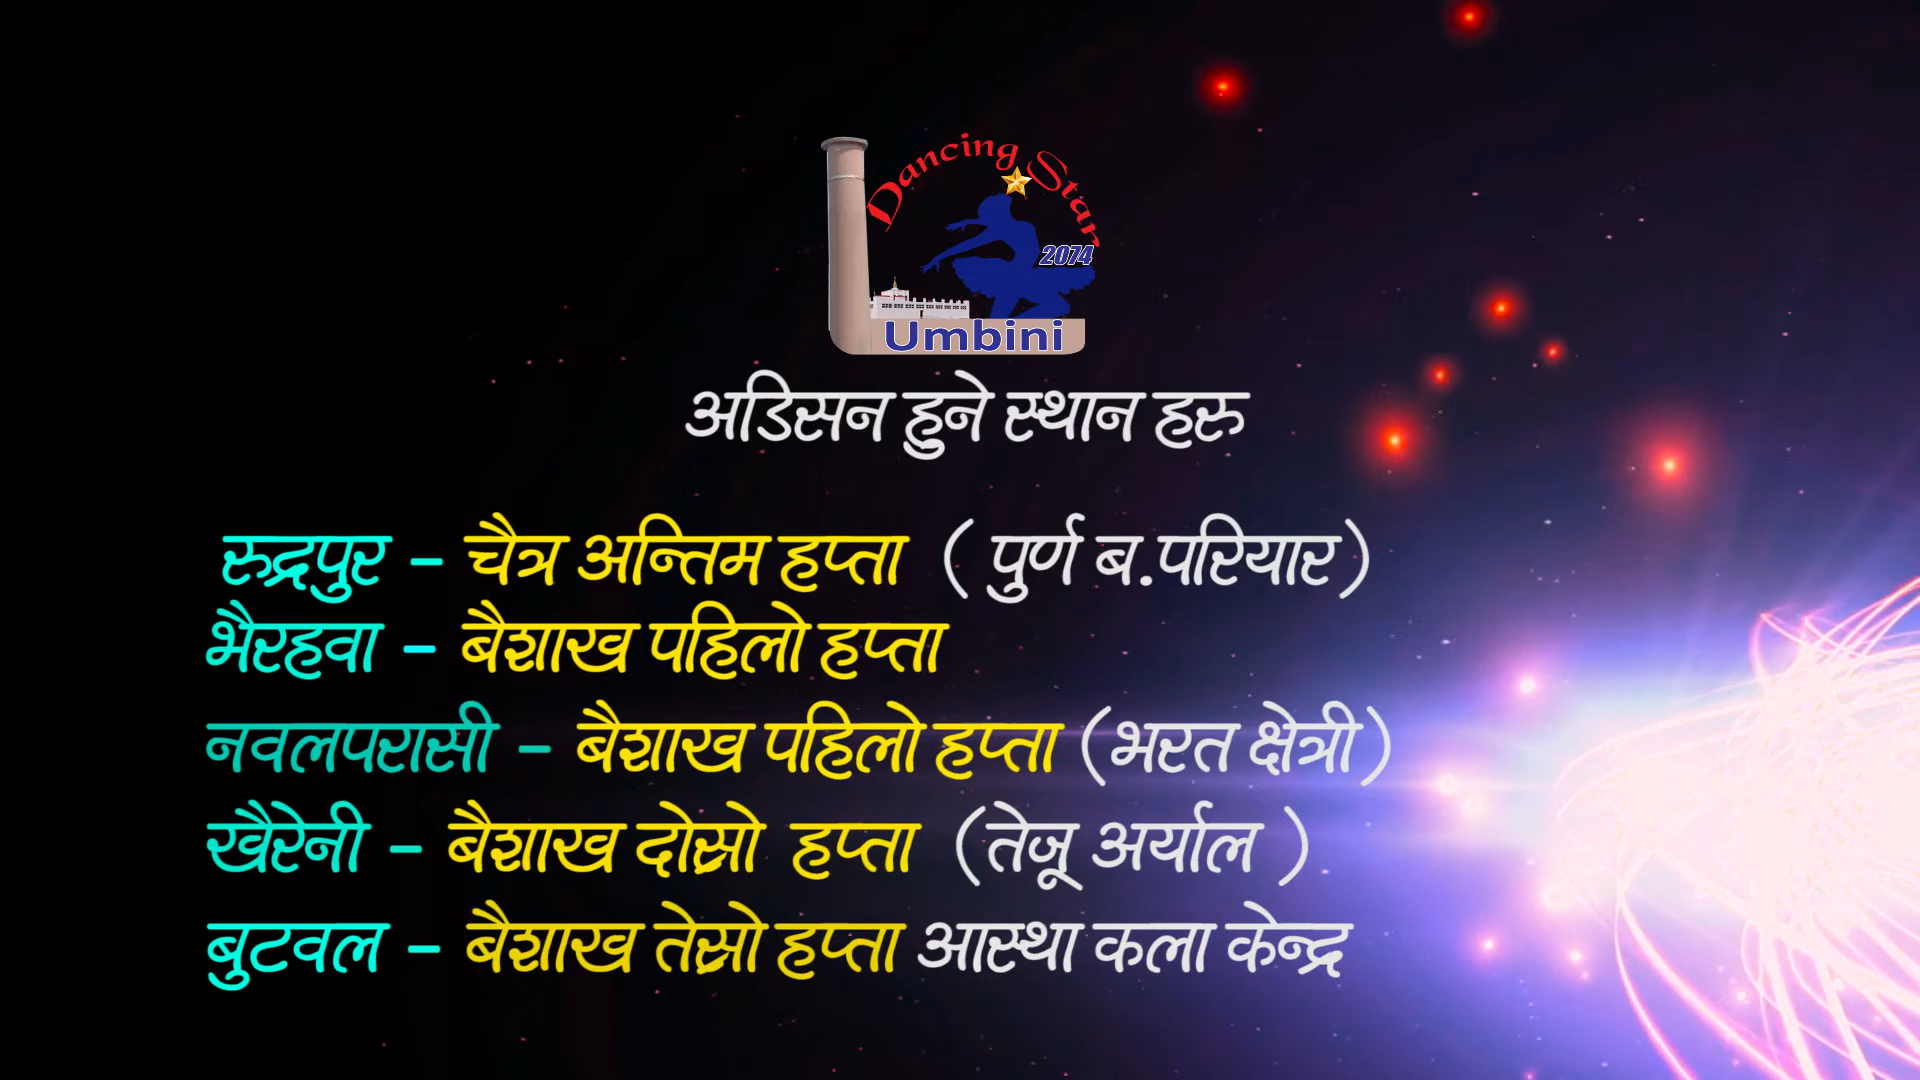 Dancing Star
2074
Umbini
अडिसन हुने स्थान हरु
रुद्रपुर – चैत्र अन्तिम हप्ता ( पुर्ण ब.परियार)
भैरहवा – बैशाख पहिलो हप्ता
नवलपरासी – बैशाख पहिलो हप्ता (भरत क्षेत्री)
खैरेनी – बैशाख दोस्रो हप्ता (तेजू अर्याल )
बुटवल – बैशाख तेस्रो हप्ता आस्था कला केन्द्र